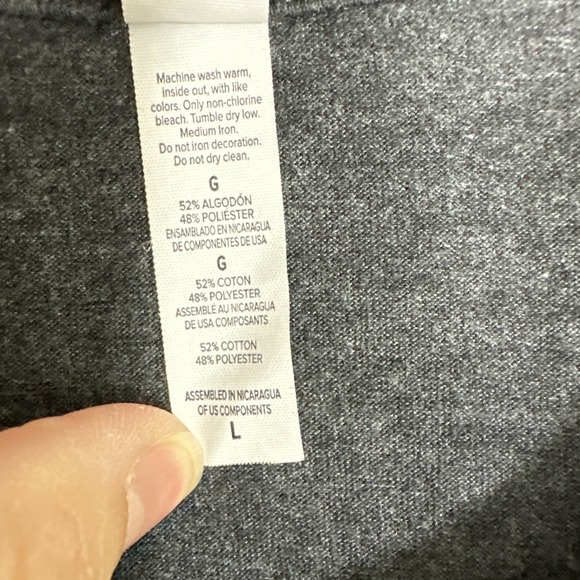 Machine wash warm,
inside out, with like
colors. Only non-chlorine
bleach. Tumble dry low.
Medium Iron.
Do not iron decoration.
Do not dry clean.
G
52% ALGODÓN
48% POLIÉSTER
ENSAMBLADO EN NICARAGUA
DE COMPONENTES DE USA
G
52% COTON
48% POLYESTER
ASSEMBLÉ AU NICARAGUA
DE USA COMPOSANTS
52% COTTON
48% POLYESTER
ASSEMBLED IN NICARAGUA
OF US COMPONENTS
L